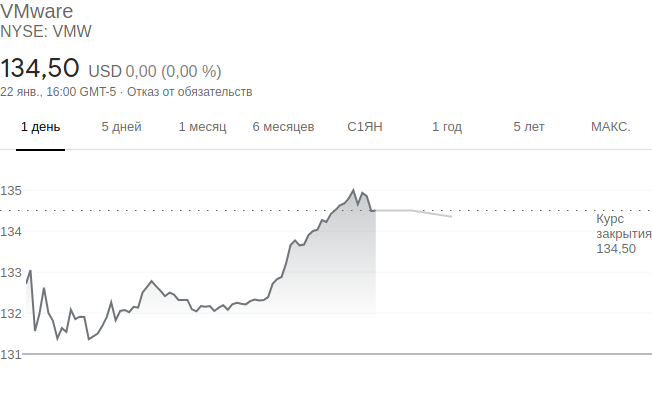 VMware
NYSE: VMW
134,50 USD 0,00 (0,00 %)
22 янв., 16:00 GMT-5 · Отказ от обязательств
1 день 5 дней 1 месяц 6 месяцев С1ЯН 1 год 5 лет МАКС.
135
134
133
132
131
Курс
закрытия
134,50